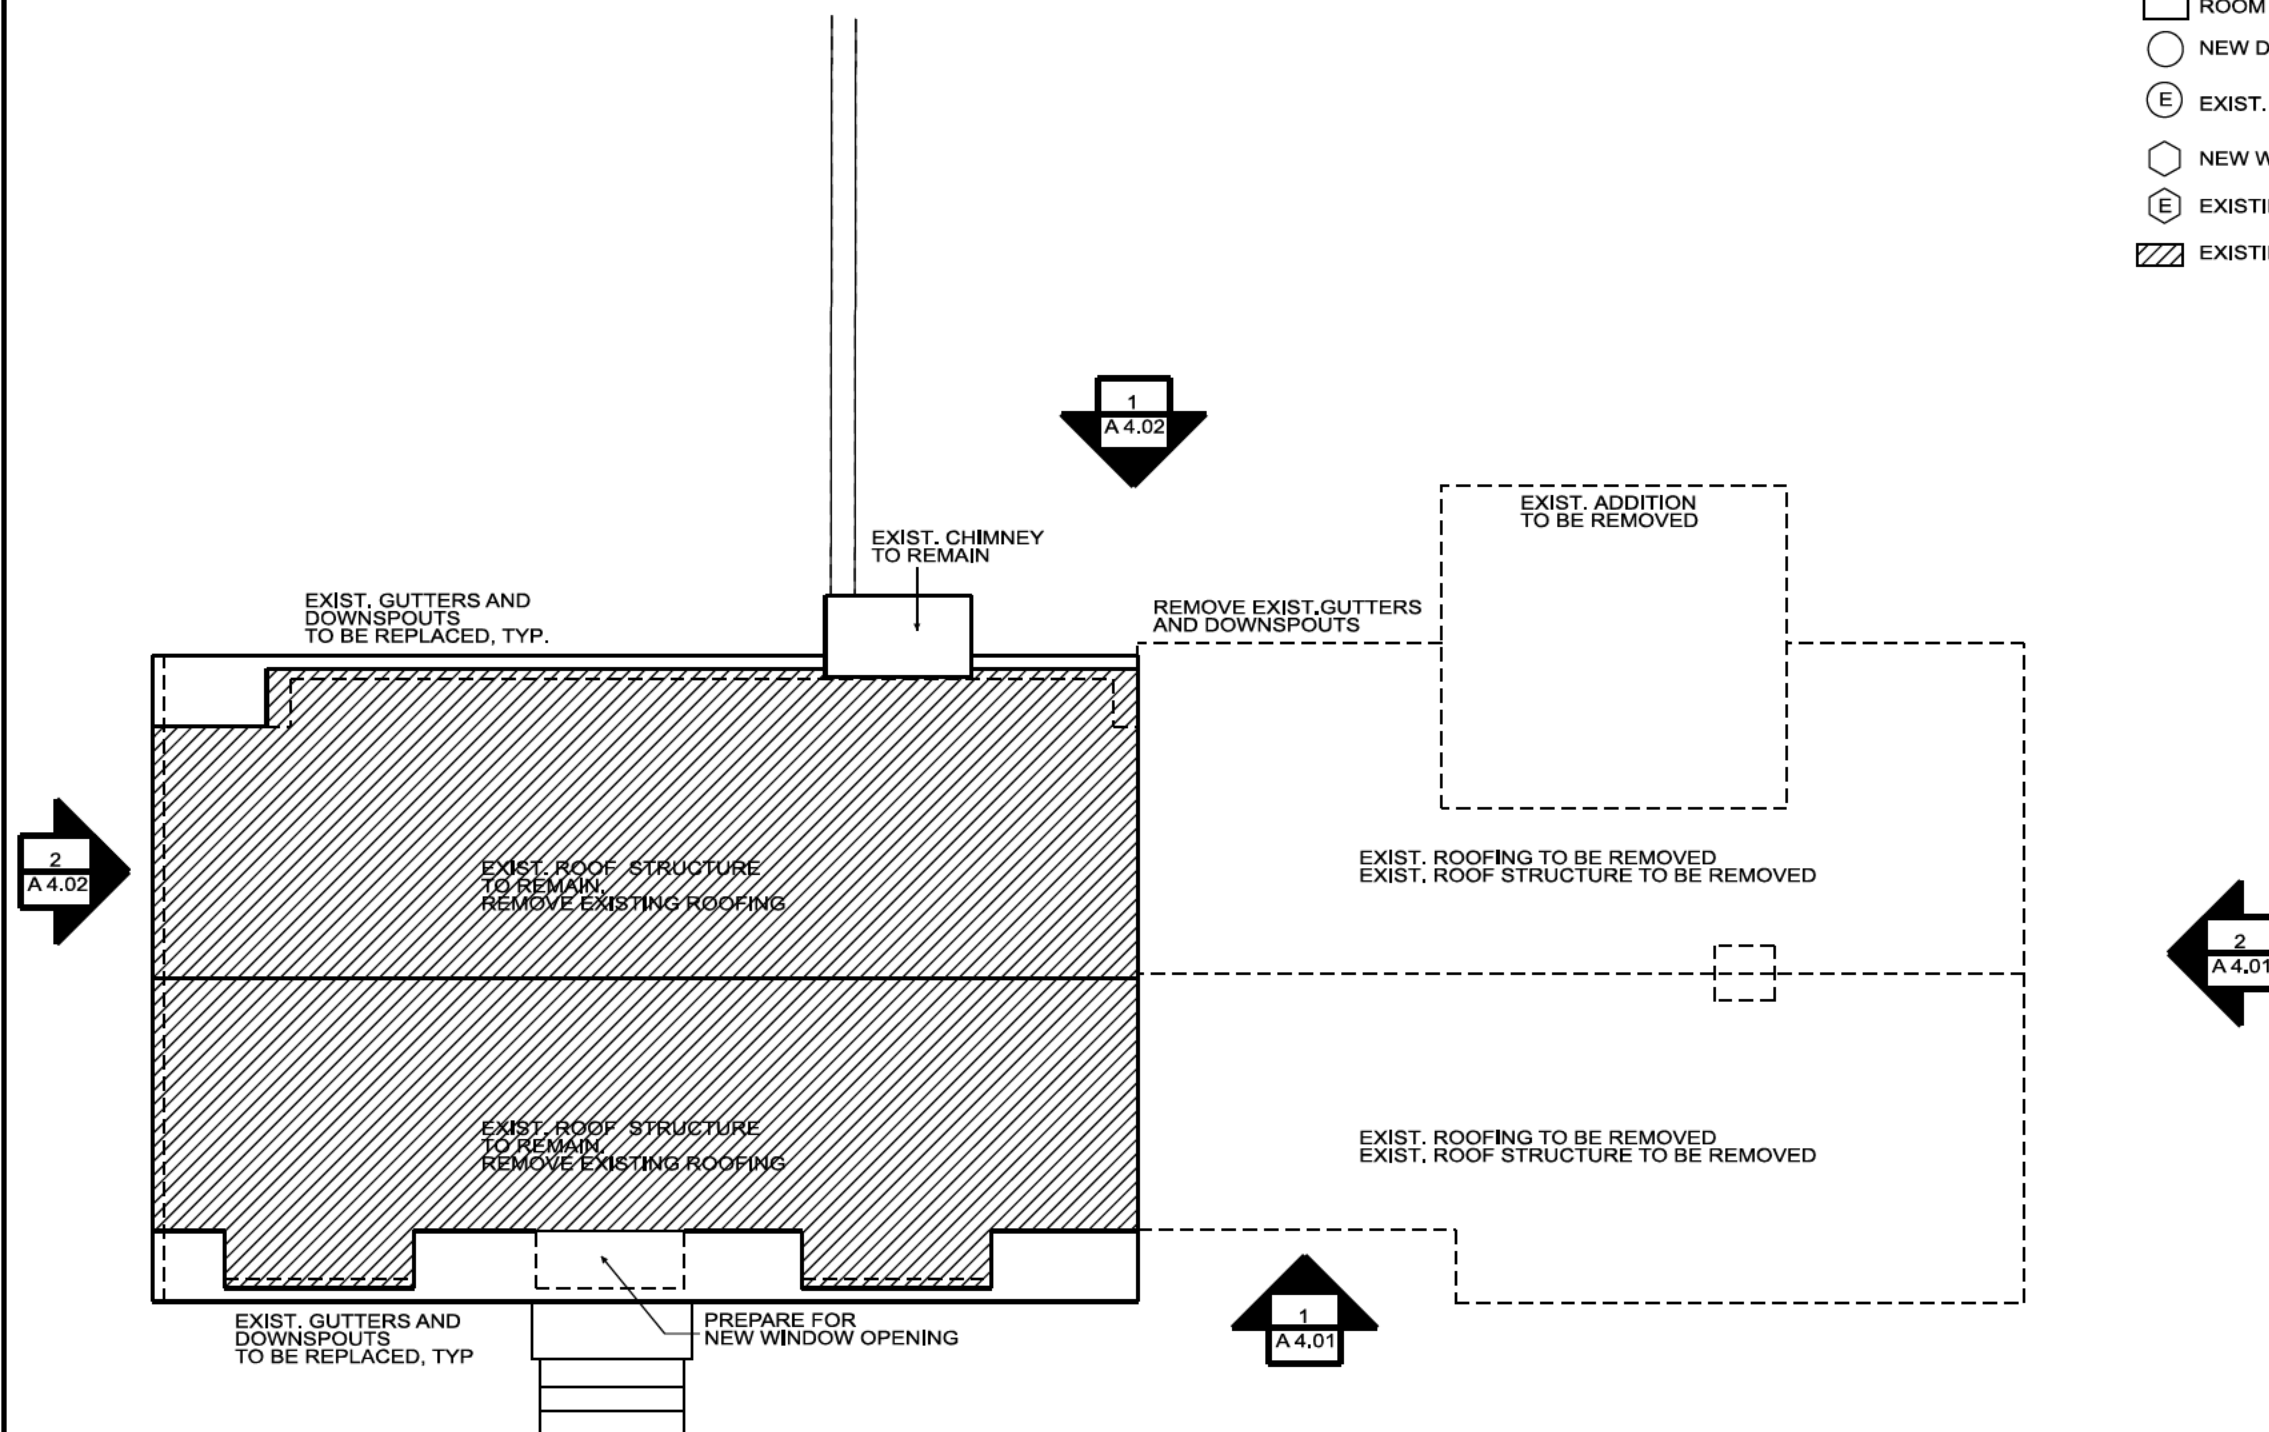 ROOM
NEW D
E
EXIST.
NEW W
E
EXISTI
EXISTI
1
A 4.02
EXIST. ADDITION
TO BE REMOVED
EXIST. CHIMNEY
TO REMAIN
EXIST. GUTTERS AND
DOWNSPOUTS
TO BE REPLACED, TYP.
REMOVE EXIST.GUTTERS
AND DOWNSPOUTS
2
A 4.02
EXIST. ROOF STRUCTURE
TO REMAIN,
REMOVE EXISTING ROOFING
EXIST. ROOFING TO BE REMOVED
EXIST. ROOF STRUCTURE TO BE REMOVED
2
A 4.01
EXIST. ROOF STRUCTURE
TO REMAIN,
REMOVE EXISTING ROOFING
EXIST. ROOFING TO BE REMOVED
EXIST. ROOF STRUCTURE TO BE REMOVED
EXIST. GUTTERS AND
DOWNSPOUTS
TO BE REPLACED, TYP
PREPARE FOR
NEW WINDOW OPENING
1
A 4.01